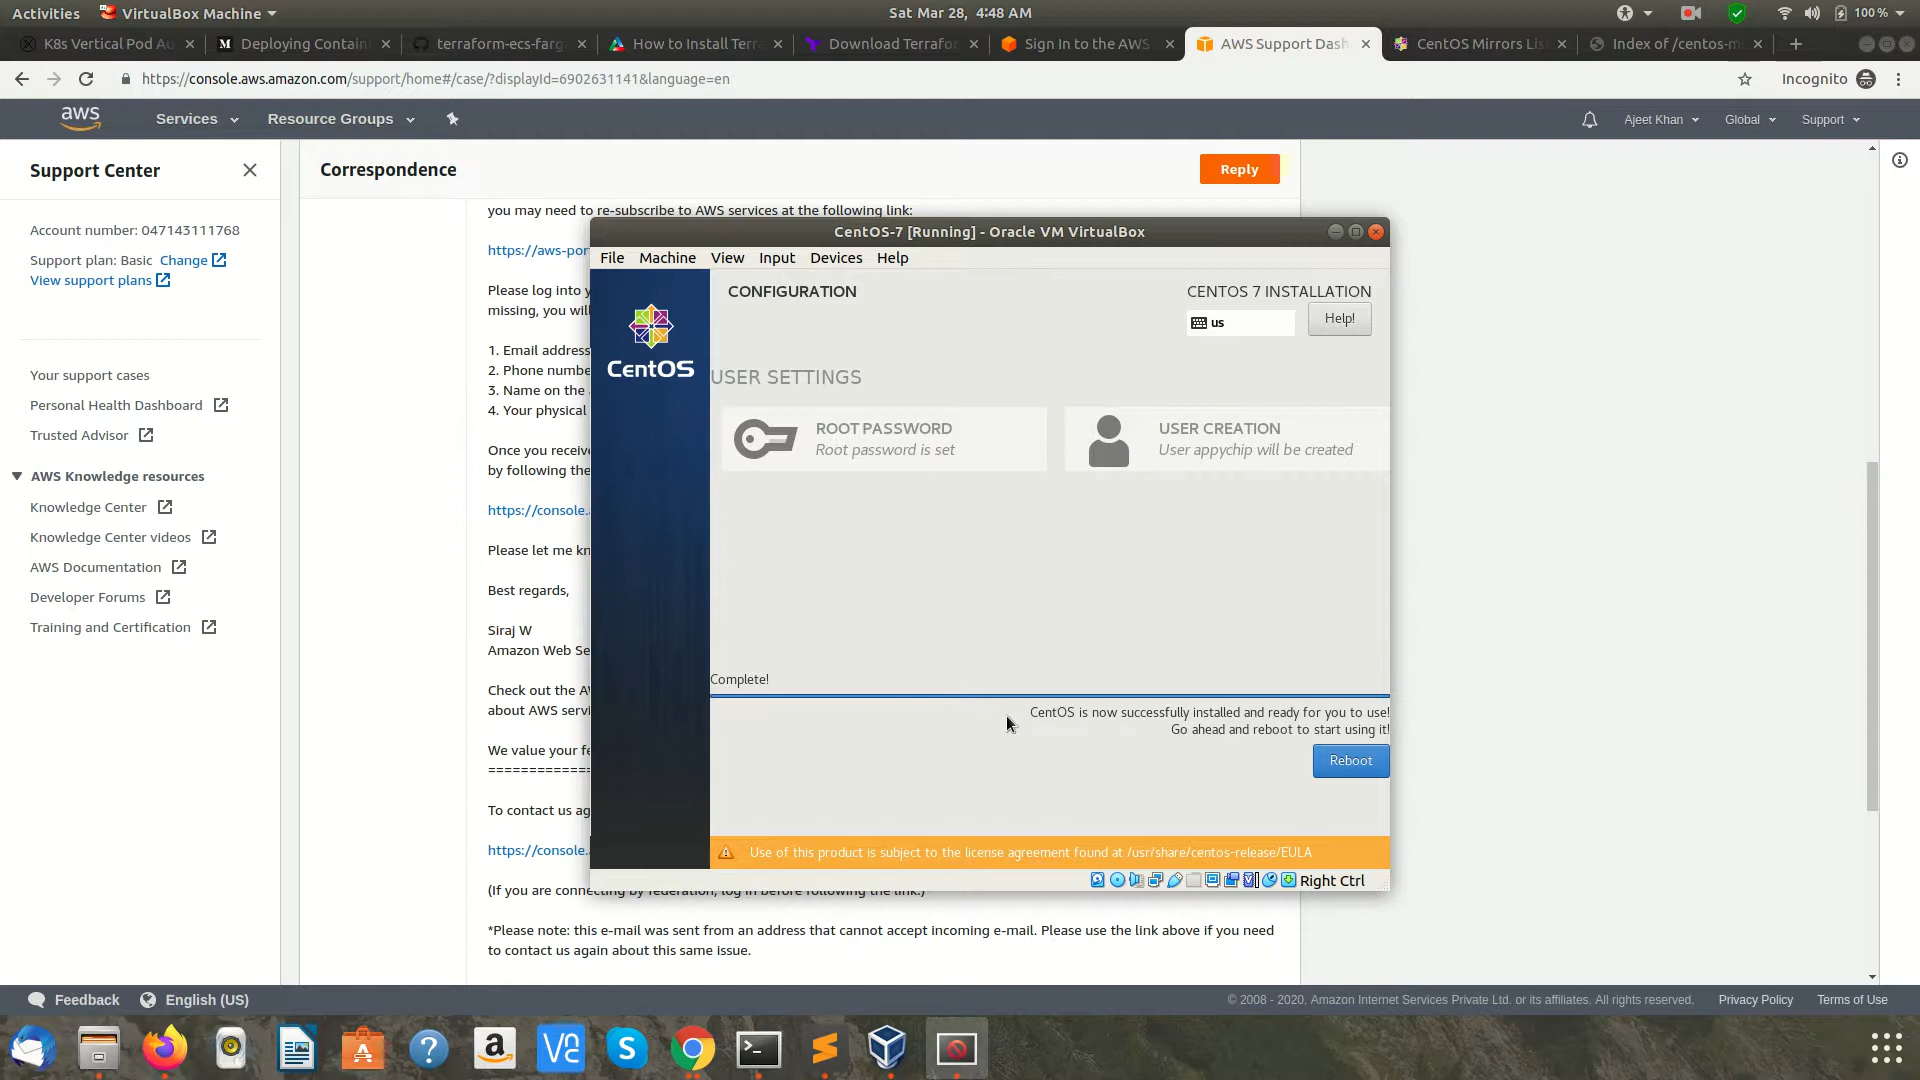 Activities
VirtualBox Machine
Sat Mar 28, 4:48 AM
100 %
K8s Vertical Pod Au
M Deploying Contain
terraform-ecs-farg
How to Install Terr
Download Terrafor
Sign In to the AWS
AWS Support Dash
CentOS Mirrors Lis
Index of /centos-m
https://console.aws.amazon.com/support/home#/case/?displayId=6902631141&language=en
Incognito
aws
Services
Resource Groups
Ajeet Khan
Global
Support
Support Center
Account number: 047143111768
Support plan: Basic Change
View support plans
Your support cases
Personal Health Dashboard
Trusted Advisor
AWS Knowledge resources
Knowledge Center
Knowledge Center videos
AWS Documentation
Developer Forums
Training and Certification
Correspondence
Reply
you may need to re-subscribe to AWS services at the following link:
https://aws-por
Please log into y
missing, you will
1. Email address
2. Phone numbe
3. Name on the
4. Your physical
Once you receive
by following the
https://console.
Please let me kn
Best regards,
Siraj W
Amazon Web Se
Check out the A
about AWS servi
We value your fe
=============
To contact us ag
https://console.
(If you are connecting by federation, log in before following the link.)
*Please note: this e-mail was sent from an address that cannot accept incoming e-mail. Please use the link above if you need
to contact us again about this same issue.
CentOS-7 [Running] - Oracle VM VirtualBox
File Machine View Input Devices Help
CentOS
CONFIGURATION
CENTOS 7 INSTALLATION
us
Help!
USER SETTINGS
ROOT PASSWORD
Root password is set
USER CREATION
User appychip will be created
Complete!
CentOS is now successfully installed and ready for you to use!
Go ahead and reboot to start using it!
Reboot
Use of this product is subject to the license agreement found at /usr/share/centos-release/EULA
Right Ctrl
Feedback
English (US)
© 2008 - 2020, Amazon Internet Services Private Ltd. or its affiliates. All rights reserved.
Privacy Policy
Terms of Use